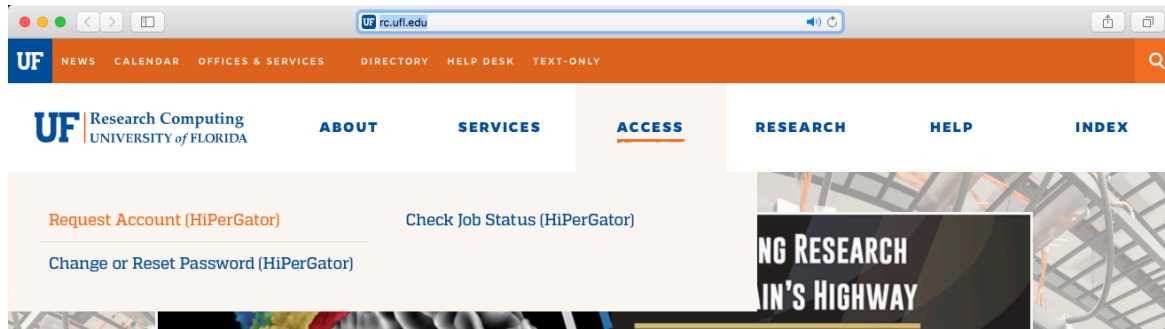 UF rc.ufl.edu
UF NEWS CALENDAR OFFICES & SERVICES DIRECTORY HELP DESK TEXT-ONLY
UF Research Computing
UNIVERSITY of FLORIDA
ABOUT SERVICES ACCESS RESEARCH HELP INDEX
Request Account (HiPerGator) Check Job Status (HiPerGator)
Change or Reset Password (HiPerGator)
NG RESEARCH
AIN'S HIGHWAY